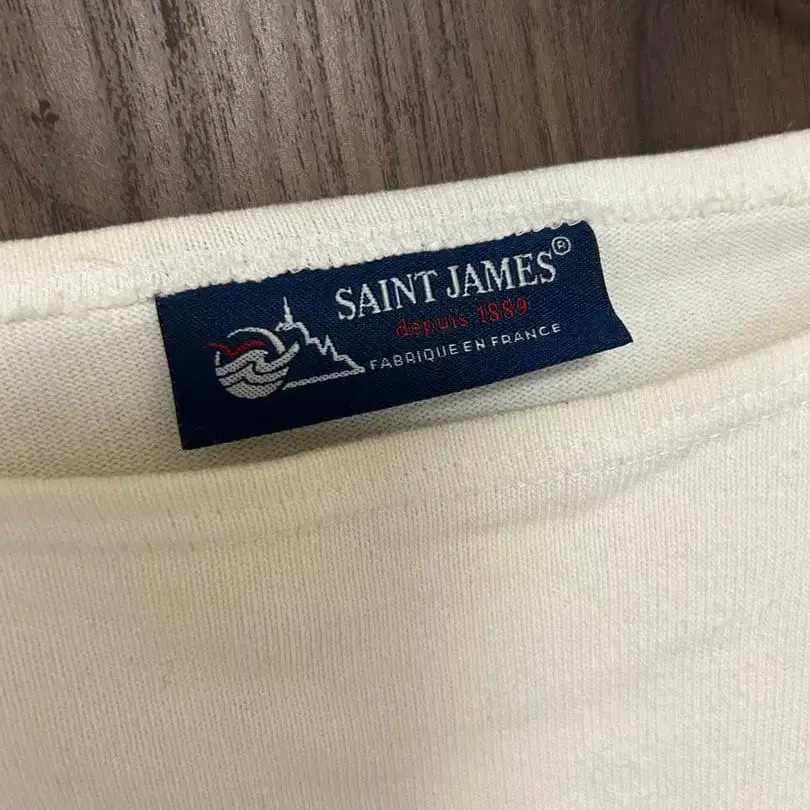 SAINT JAMES®
depuis 1889
FABRIQUE EN FRANCE